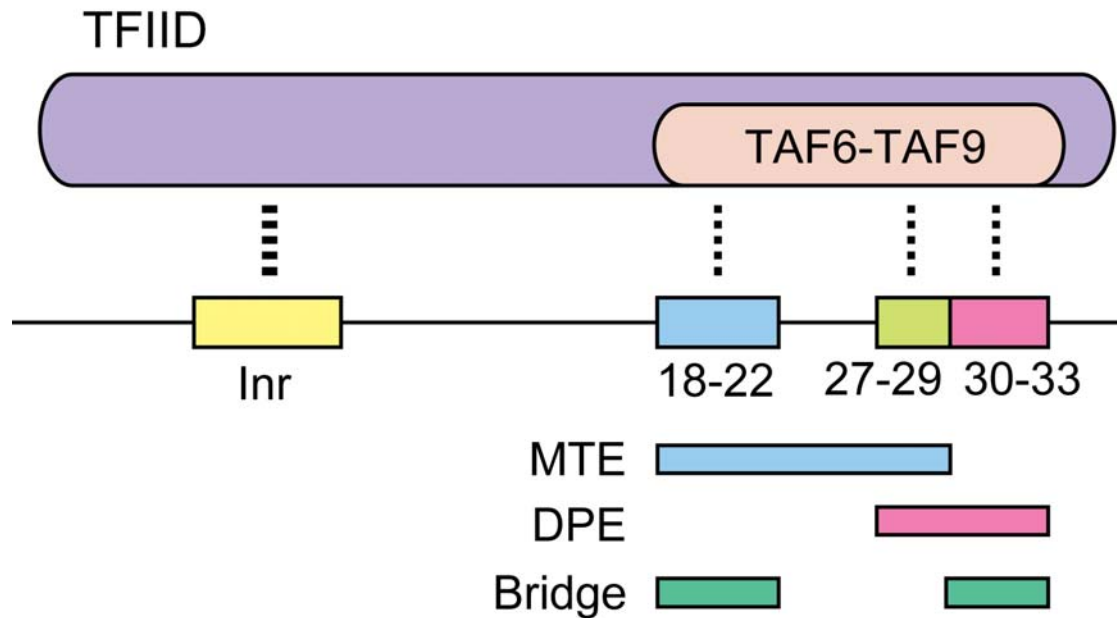 TFIID
TAF6-TAF9
Inr
18-22
27-29
30-33
MTE
DPE
Bridge